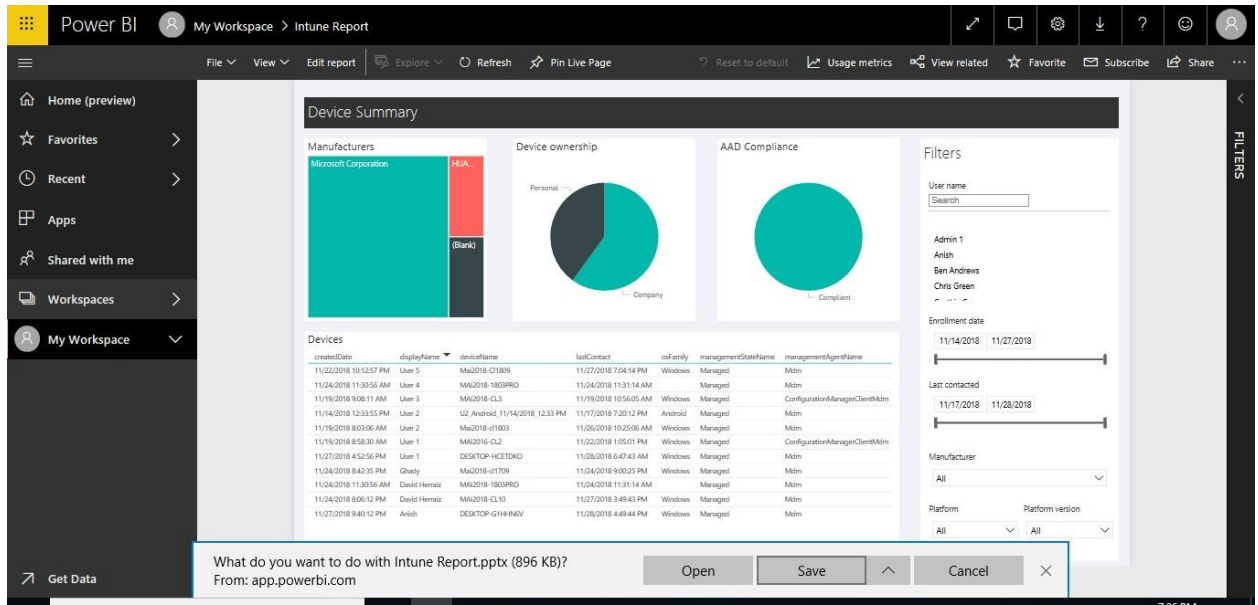 Power BI My Workspace > Intune Report
File View Edit report Explore Refresh Pin Live Page Reset to default Usage metrics View related Favorite Subscribe Share ...
Home (preview)
Favorites
Recent
Apps
Shared with me
Workspaces
My Workspace
Get Data
Device Summary
Manufacturers
Microsoft Corporation
HUA...
(Blank)
Device ownership
Personal
Company
AAD Compliance
Compliant
Devices
createdDate displayName deviceName lastContact osFamily managementStateName managementAgentName
11/22/2018 10:12:57 PM User 5 Mai2018-Cl1809 11/27/2018 7:04:14 PM Windows Managed Mdm
11/24/2018 11:30:56 AM User 4 MAI2018-1803PRO 11/24/2018 11:31:14 AM Managed Mdm
11/19/2018 9:08:11 AM User 3 MAI2016-CL3 11/19/2018 10:56:05 AM Windows Managed ConfigurationManagerClientMdm
11/14/2018 12:33:55 PM User 2 U2_Android_11/14/2018_12:33 PM 11/17/2018 7:20:12 PM Android Managed Mdm
11/19/2018 8:03:06 AM User 2 Mai2018-cl1803 11/26/2018 10:25:06 AM Windows Managed Mdm
11/19/2018 8:58:30 AM User 1 MAI2016-CL2 11/22/2018 1:05:01 PM Windows Managed ConfigurationManagerClientMdm
11/27/2018 4:52:56 PM User 1 DESKTOP-HCETDKO 11/28/2018 6:47:43 AM Windows Managed Mdm
11/24/2018 8:42:35 PM Ghady Mai2018-cl1709 11/24/2018 9:00:25 PM Windows Managed Mdm
11/24/2018 11:30:56 AM David Herraiz MAI2018-1803PRO 11/24/2018 11:31:14 AM Managed Mdm
11/24/2018 8:06:12 PM David Herraiz MAI2018-CL10 11/27/2018 3:49:43 PM Windows Managed Mdm
11/27/2018 9:40:12 PM Anish DESKTOP-G1HHN6V 11/28/2018 4:49:44 PM Windows Managed Mdm
Filters
User name
Search
Admin 1
Anish
Ben Andrews
Chris Green
Enrollment date
11/14/2018 11/27/2018
Last contacted
11/17/2018 11/28/2018
Manufacturer
All
Platform Platform version
All All
FILTERS
What do you want to do with Intune Report.pptx (896 KB)?
From: app.powerbi.com
Open Save Cancel